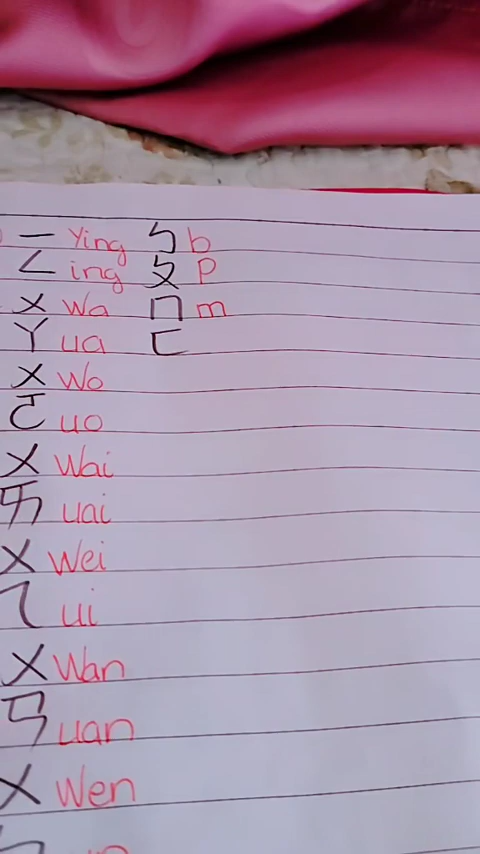 ㄧ Ying ㄅ b
ㄥ ing ㄆ p
ㄨ Wa ㄇ m
ㄚ ua ㄈ
ㄨ Wo
ㄛ uo
ㄨ Wai
ㄞ uai
ㄨ Wei
ㄟ ui
ㄨ Wan
ㄢ uan
ㄨ Wen